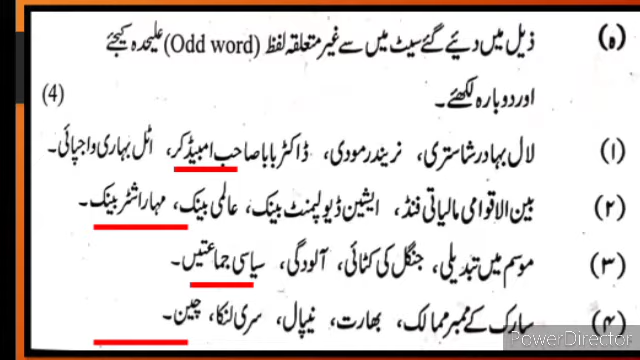 (ہ) ذیل میں دیئے گئے سیٹ میں سے غیر متعلقہ لفظ (Odd word) علیحدہ کیجئے
اور دوبارہ لکھئے۔ (4)
(۱) لال بہادر شاستری، نریندر مودی، ڈاکٹر بابا صاحب امبیڈکر، اٹل بہاری واجپائی۔
(۲) بین الاقوامی مالیاتی فنڈ، ایشین ڈیولپمنٹ بینک، عالمی بینک، مہاراشٹر بینک۔
(۳) موسم میں تبدیلی، جنگل کی کٹائی، آلودگی، سیاسی جماعتیں۔
(۴) سارک کے ممبر ممالک، بھارت، نیپال، سری لنکا، چین۔
PowerDirector